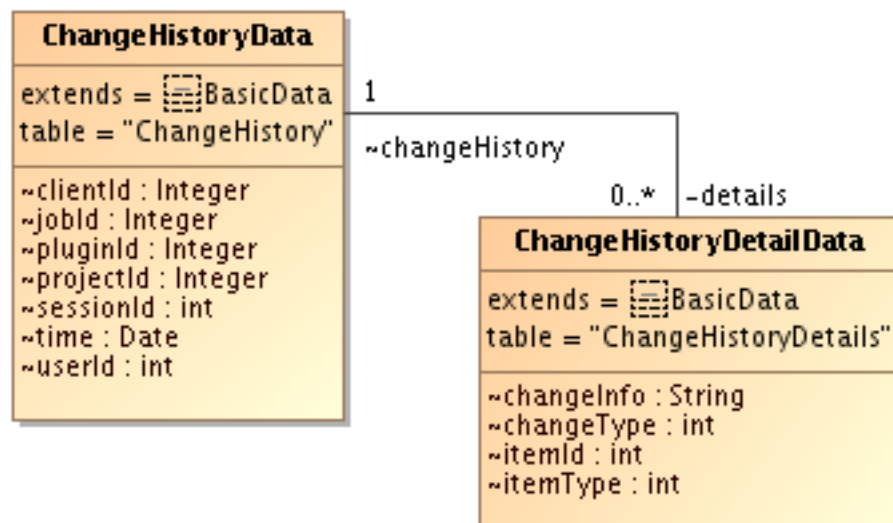 ChangeHistoryData
extends = BasicData
table = "ChangeHistory"
~clientId : Integer
~jobId : Integer
~pluginId : Integer
~projectId : Integer
~sessionId : int
~time : Date
~userId : int
1
~changeHistory
0..*
-details
ChangeHistoryDetailData
extends = BasicData
table = "ChangeHistoryDetails"
~changeInfo : String
~changeType : int
~itemId : int
~itemType : int